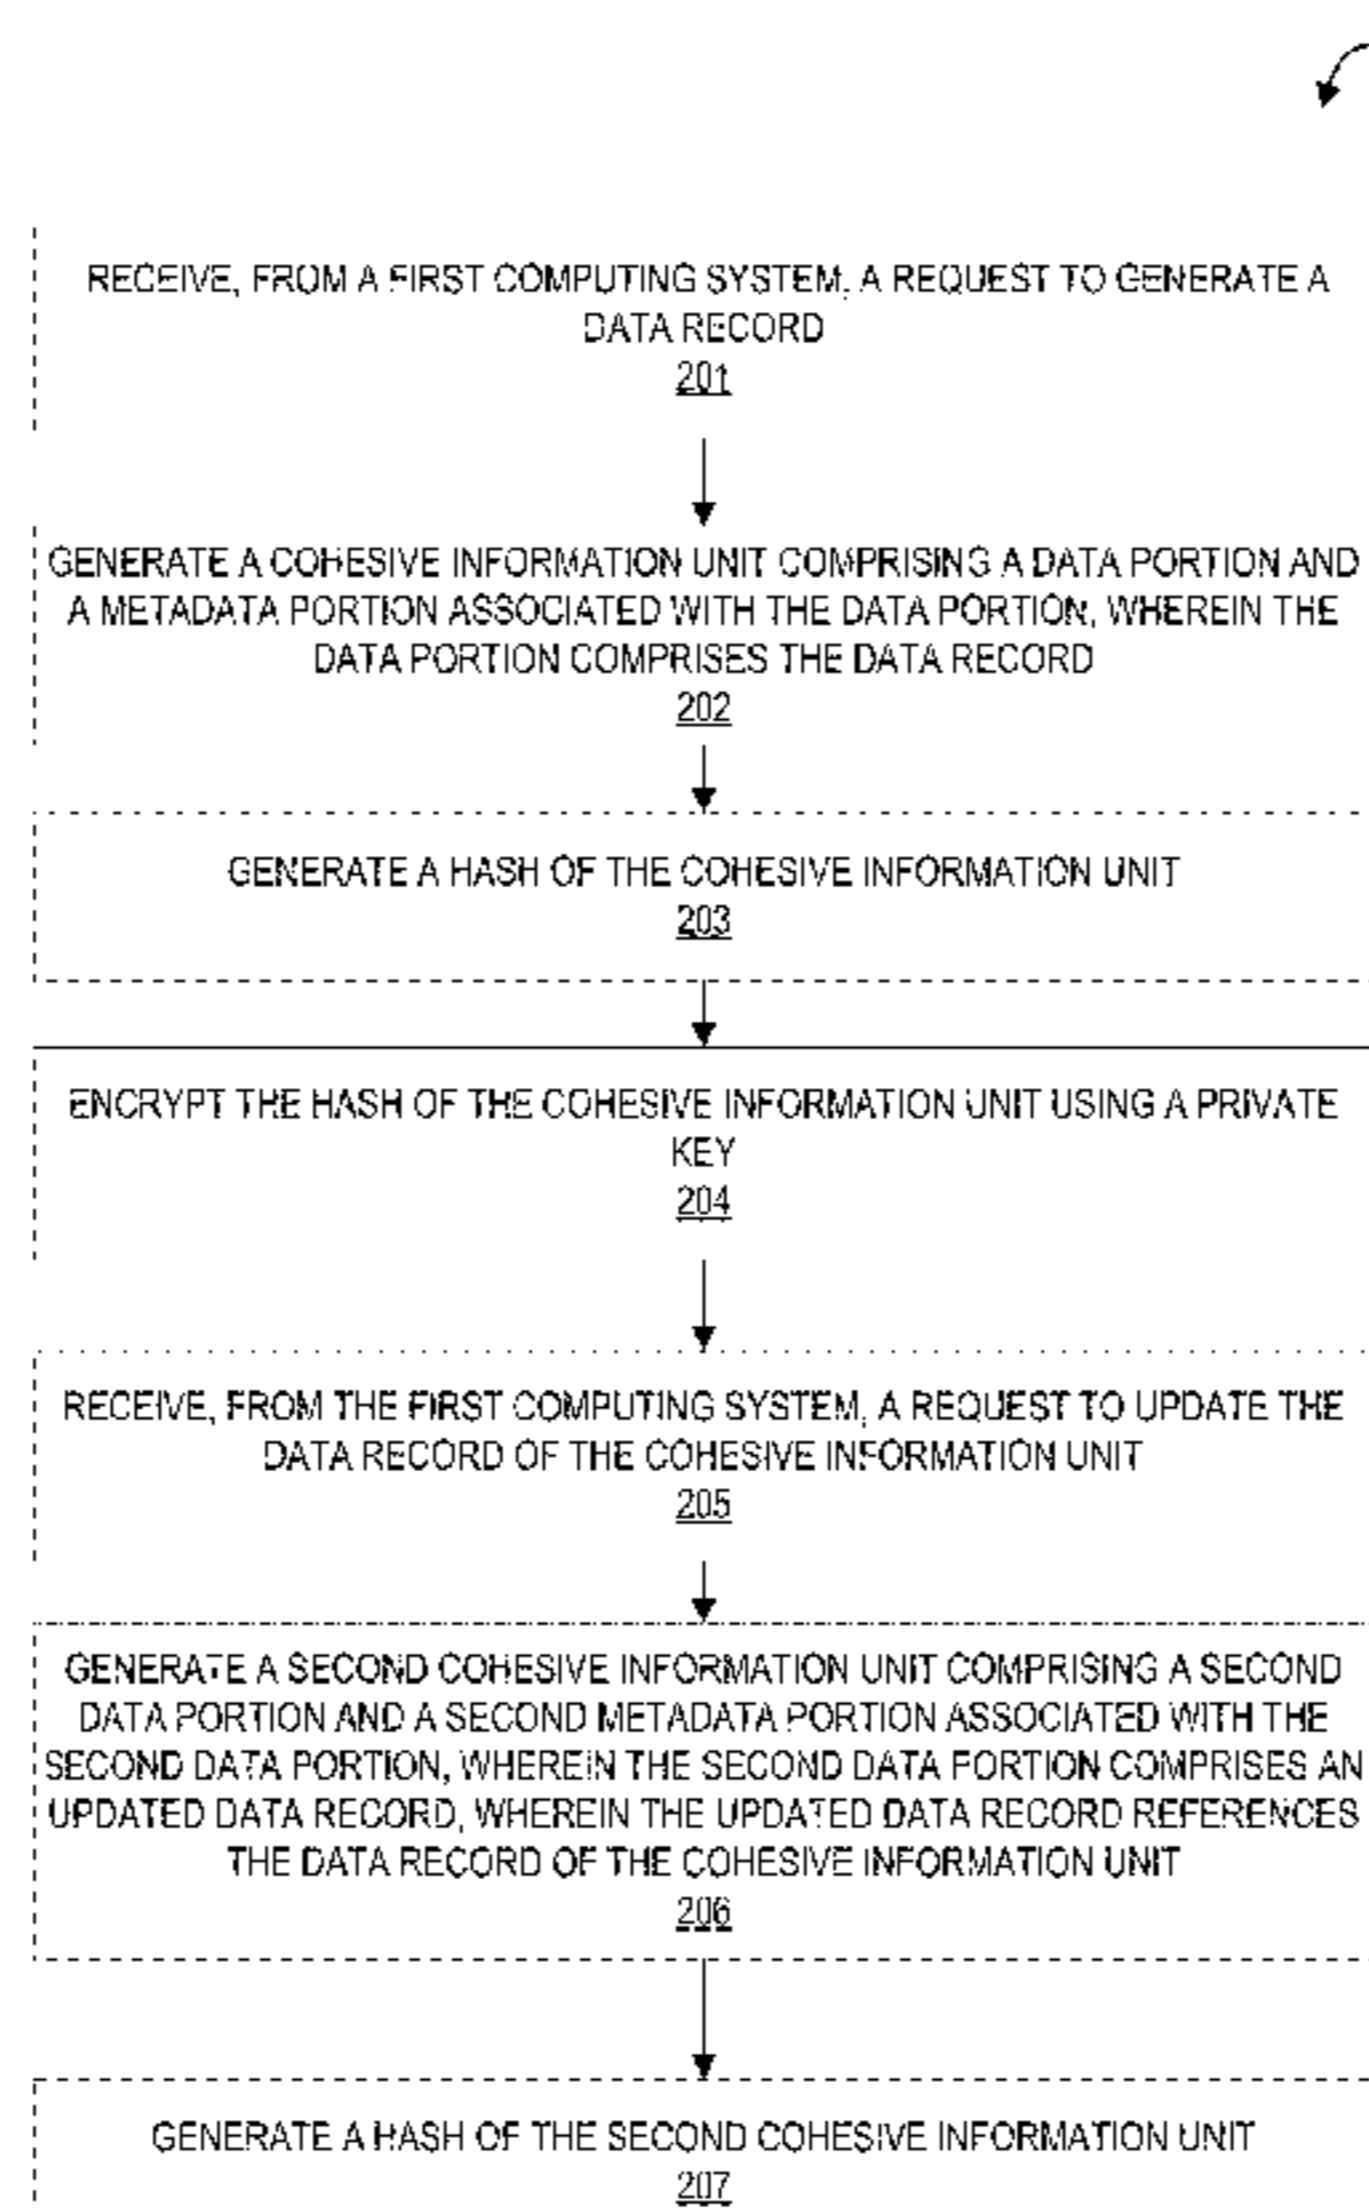 RECEIVE, FROM A FIRST COMPUTING SYSTEM, A REQUEST TO GENERATE A
DATA RECORD
201
GENERATE A COHESIVE INFORMATION UNIT COMPRISING A DATA PORTION AND
A METADATA PORTION ASSOCIATED WITH THE DATA PORTION, WHEREIN THE
DATA PORTION COMPRISES THE DATA RECORD
202
GENERATE A HASH OF THE COHESIVE INFORMATION UNIT
203
ENCRYPT THE HASH OF THE COHESIVE INFORMATION UNIT USING A PRIVATE
KEY
204
RECEIVE, FROM THE FIRST COMPUTING SYSTEM, A REQUEST TO UPDATE THE
DATA RECORD OF THE COHESIVE INFORMATION UNIT
205
GENERATE A SECOND COHESIVE INFORMATION UNIT COMPRISING A SECOND
DATA PORTION AND A SECOND METADATA PORTION ASSOCIATED WITH THE
SECOND DATA PORTION, WHEREIN THE SECOND DATA PORTION COMPRISES AN
UPDATED DATA RECORD, WHEREIN THE UPDATED DATA RECORD REFERENCES
THE DATA RECORD OF THE COHESIVE INFORMATION UNIT
206
GENERATE A HASH OF THE SECOND COHESIVE INFORMATION UNIT
207